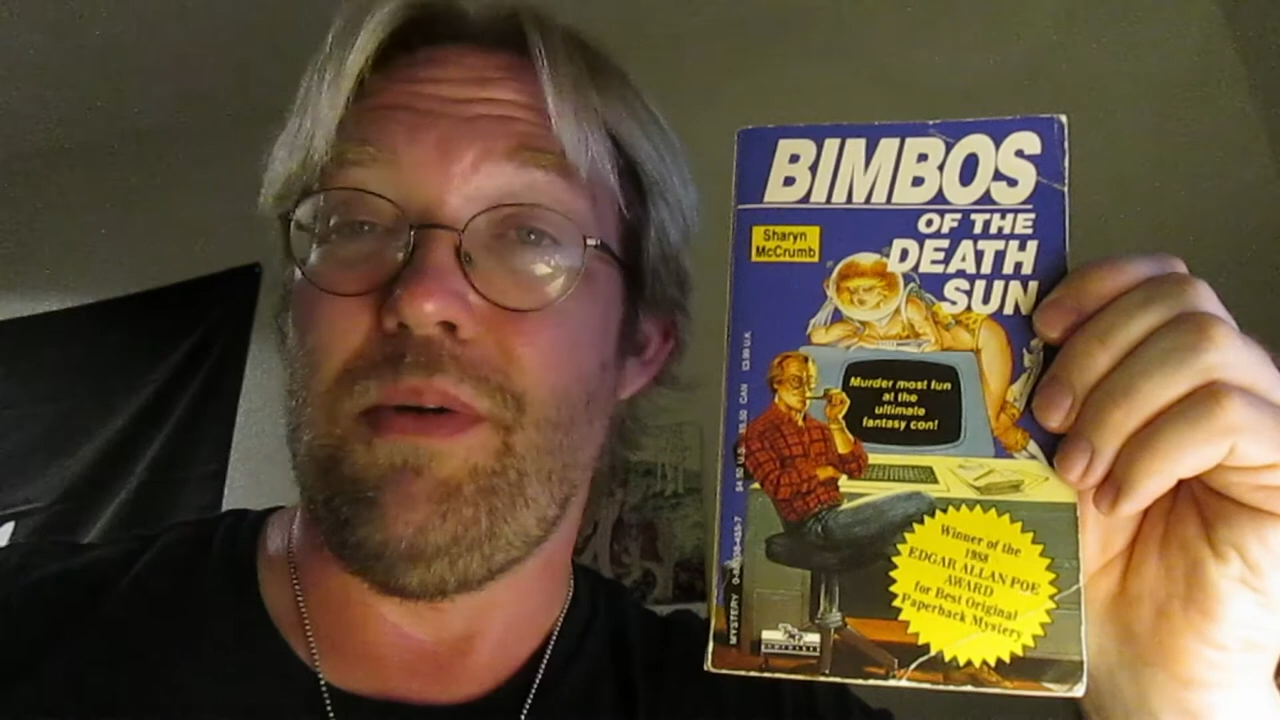 BIMBOS
OF THE
DEATH
SUN
Sharyn
McCrumb
Murder most fun
at the
ultimate
fantasy con!
Winner of the
1988
EDGAR ALLAN POE
AWARD
for Best Original
Paperback Mystery
MYSTERY
CAN